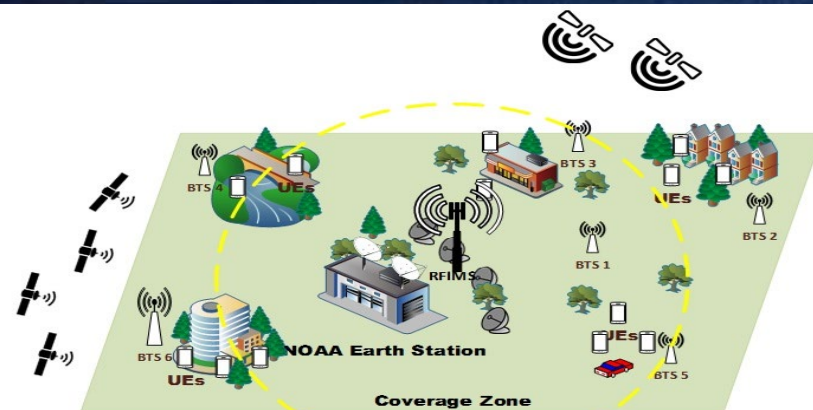 BTS 3
BTS 4
UEs
UEs
BTS 2
BTS 1
RFIMS
UEs
NOAA Earth Station
BTS 6
BTS 5
UEs
Coverage Zone